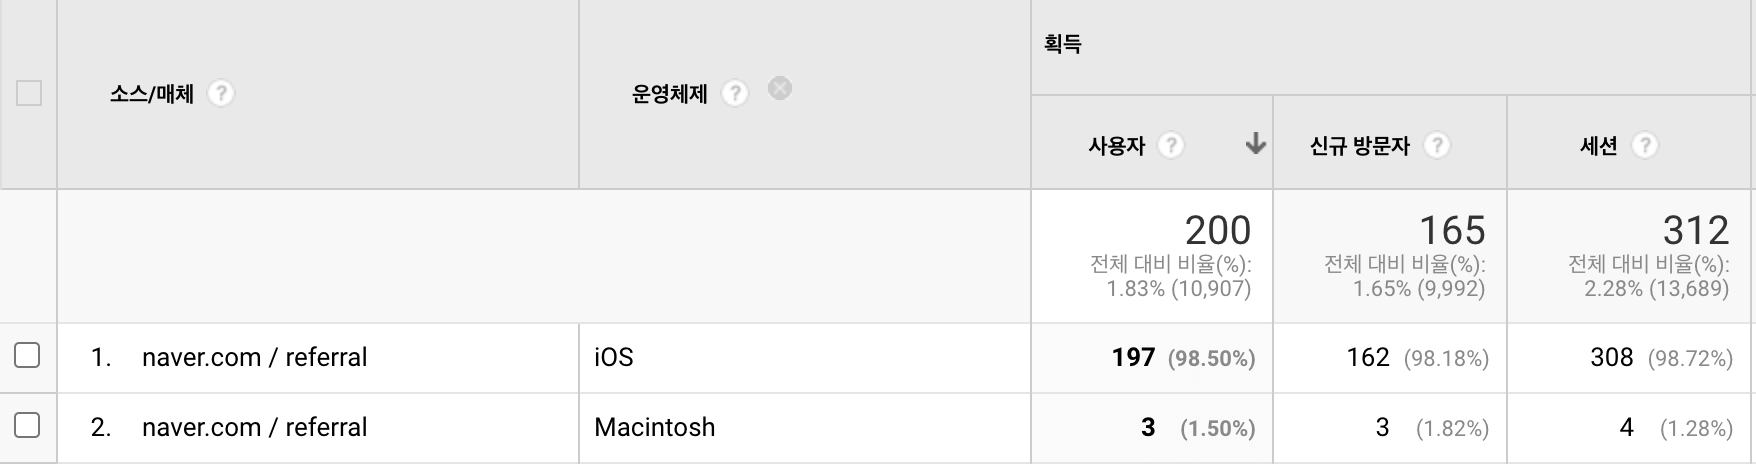 획득
소스/매체 ?
운영체제 ?
사용자 ?
신규 방문자 ?
세션 ?
200
전체 대비 비율(%):
1.83% (10,907)
165
전체 대비 비율(%):
1.65% (9,992)
312
전체 대비 비율(%):
2.28% (13,689)
1. naver.com / referral iOS 197 (98.50%) 162 (98.18%) 308 (98.72%)
2. naver.com / referral Macintosh 3 (1.50%) 3 (1.82%) 4 (1.28%)